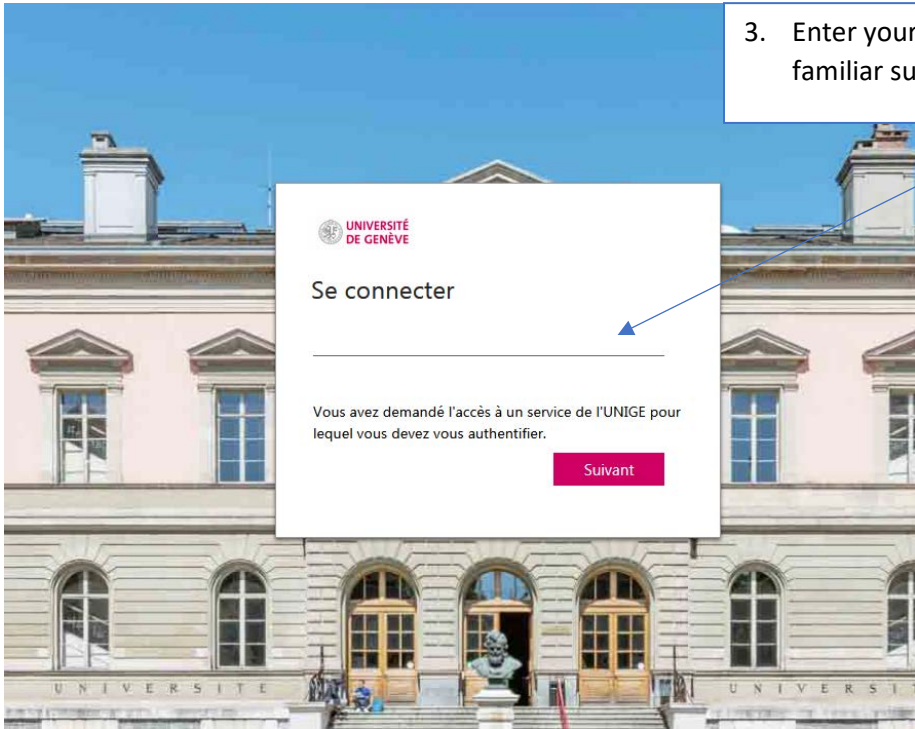 3. Enter your
familiar su
UNIVERSITÉ
DE GENÈVE
Se connecter
Vous avez demandé l'accès à un service de l'UNIGE pour
lequel vous devez vous authentifier.
Suivant
UNIVERSITE
UNIVERSI